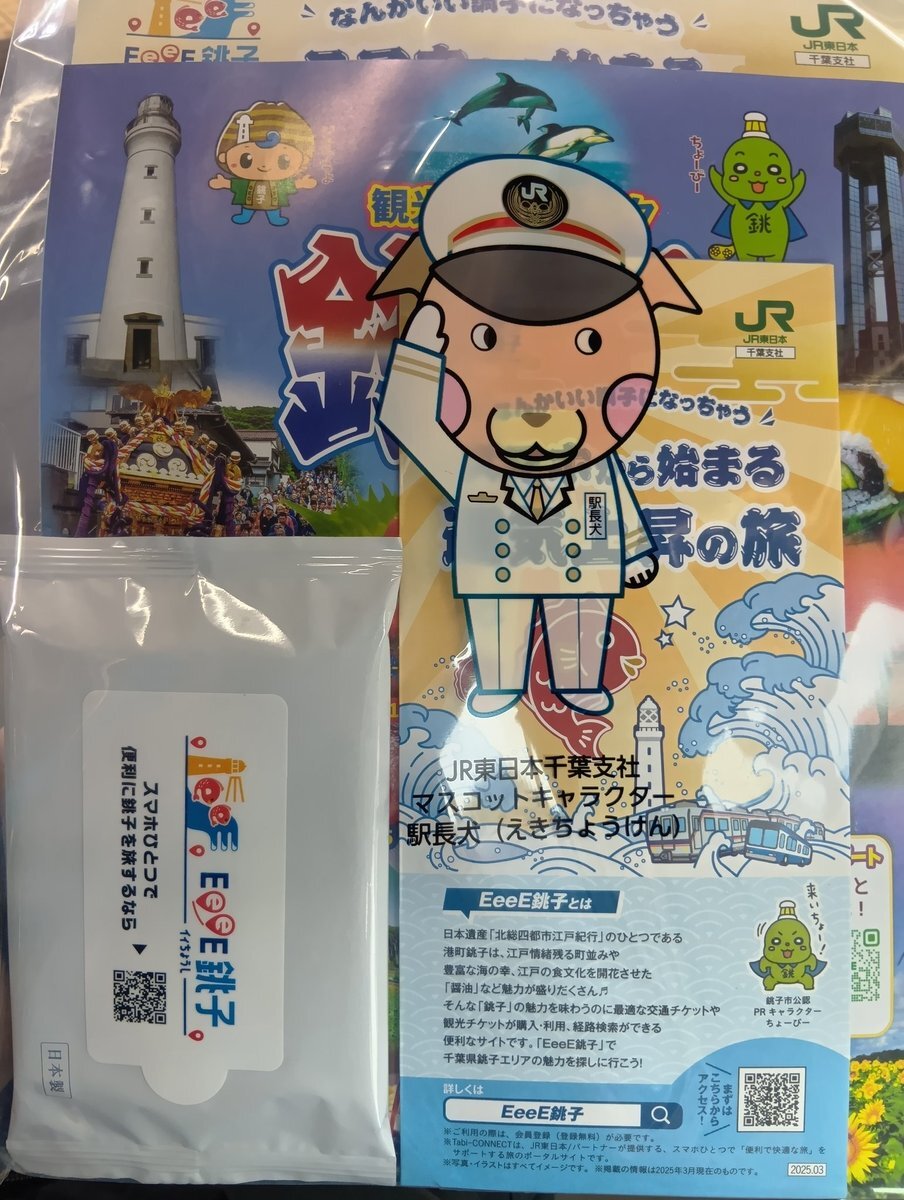 なんかいい調子になっちゃう
EeeE銚子
JR
JR東日本
千葉支社
観光
銚子
ちょーぴー
銚
JR
JR
JR東日本
千葉支社
なんかいい調子になっちゃう
から始まる
昇の旅
駅長犬
JR東日本千葉支社
マスコットキャラクター
駅長犬(えきちょうけん)
EeeE銚子とは
日本遺産「北総四都市江戸紀行」のひとつである
港町銚子は、江戸情緒残る町並みや
豊富な海の幸、江戸の食文化を開花させた
「醤油」など魅力が盛りだくさん♬
そんな「銚子」の魅力を味わうのに最適な交通チケットや
観光チケットが購入・利用、経路検索ができる
便利なサイトです。「EeeE銚子」で
千葉県銚子エリアの魅力を探しに行こう!
来いちょー!
銚
銚子市公認
PRキャラクター
ちょーぴー
詳しくは
EeeE銚子
まずは
こちらから
アクセス!
※ご利用の際は、会員登録(登録無料)が必要です。
※Tabi-CONNECTは、JR東日本/パートナーが提供する、スマホひとつで「便利で快適な旅」を
サポートする旅のポータルサイトです。
※写真・イラストはすべてイメージです。 ※掲載の情報は2025年3月現在のものです。
2025.03
EeeE
EeeE銚子
イイちょうし
スマホひとつで
便利に銚子を旅するなら
日本製